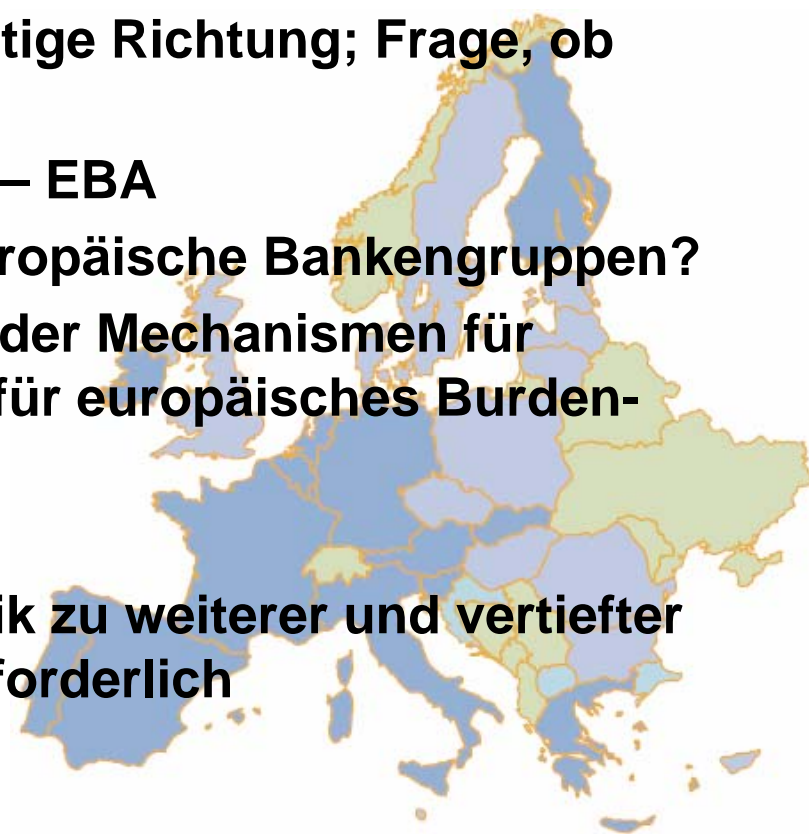 tige Richtung; Frage, ob
– EBA
ropäische Bankengruppen?
der Mechanismen für
für europäisches Burden-
ik zu weiterer und vertiefter
forderlich